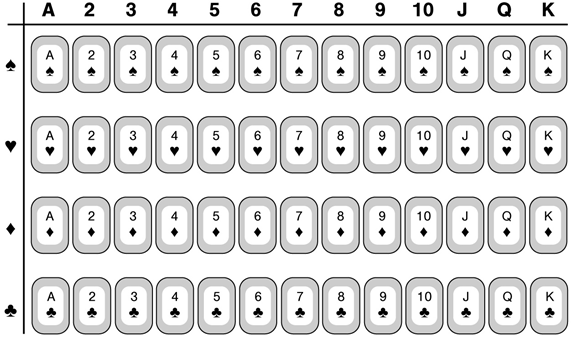 A 2 3 4 5 6 7 8 9 10 J Q K
♠ A♠ 2♠ 3♠ 4♠ 5♠ 6♠ 7♠ 8♠ 9♠ 10♠ J♠ Q♠ K♠
♥ A♥ 2♥ 3♥ 4♥ 5♥ 6♥ 7♥ 8♥ 9♥ 10♥ J♥ Q♥ K♥
♦ A♦ 2♦ 3♦ 4♦ 5♦ 6♦ 7♦ 8♦ 9♦ 10♦ J♦ Q♦ K♦
♣ A♣ 2♣ 3♣ 4♣ 5♣ 6♣ 7♣ 8♣ 9♣ 10♣ J♣ Q♣ K♣